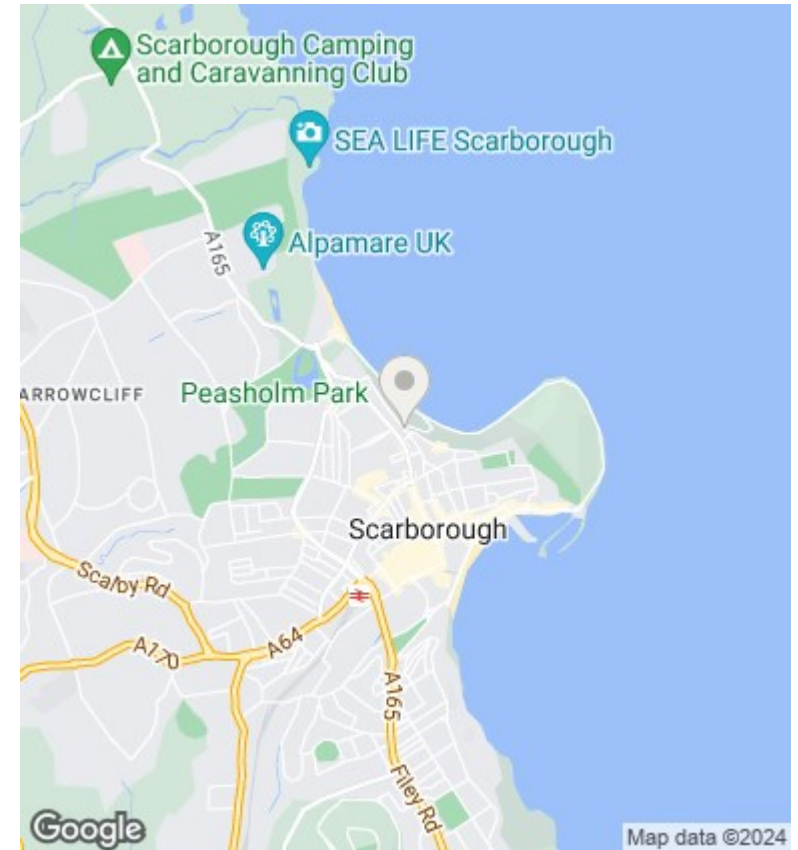 Scarborough Camping
and Caravanning Club
SEA LIFE Scarborough
A165
Alpamare UK
ARROWCLIFF
Peasholm Park
Scarborough
Scalby Rd
A170
A64
A165
Filey Rd
Google
Map data ©2024